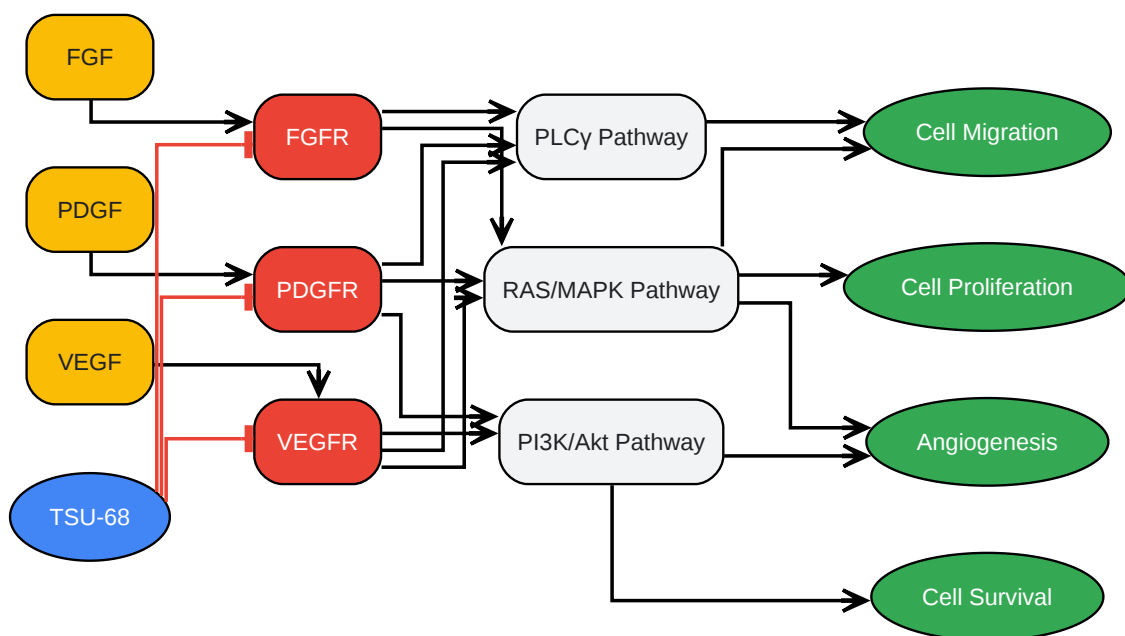 FGF
FGFR
PLCγ Pathway
Cell Migration
PDGF
PDGFR
RAS/MAPK Pathway
Cell Proliferation
VEGF
VEGFR
PI3K/Akt Pathway
Angiogenesis
TSU-68
Cell Survival